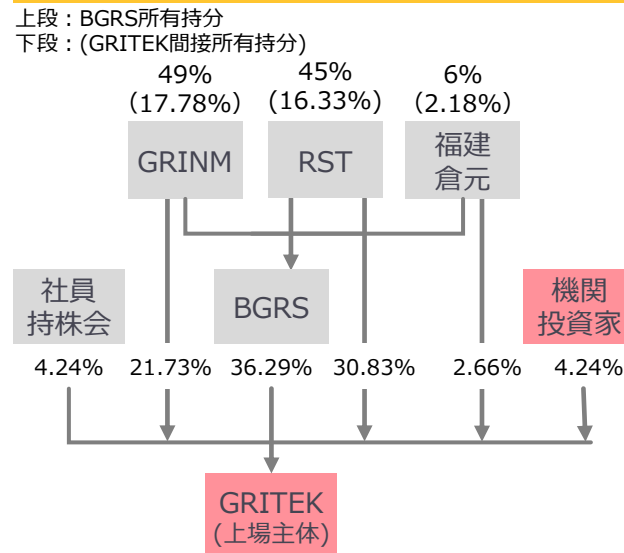 上段：BGRS所有持分
下段：(GRITEK間接所有持分)
49% 45% 6%
(17.78%) (16.33%) (2.18%)
GRINM
RST
福建
倉元
社員
持株会
BGRS
機関
投資家
4.24% 21.73% 36.29% 30.83% 2.66% 4.24%
GRITEK
(上場主体)